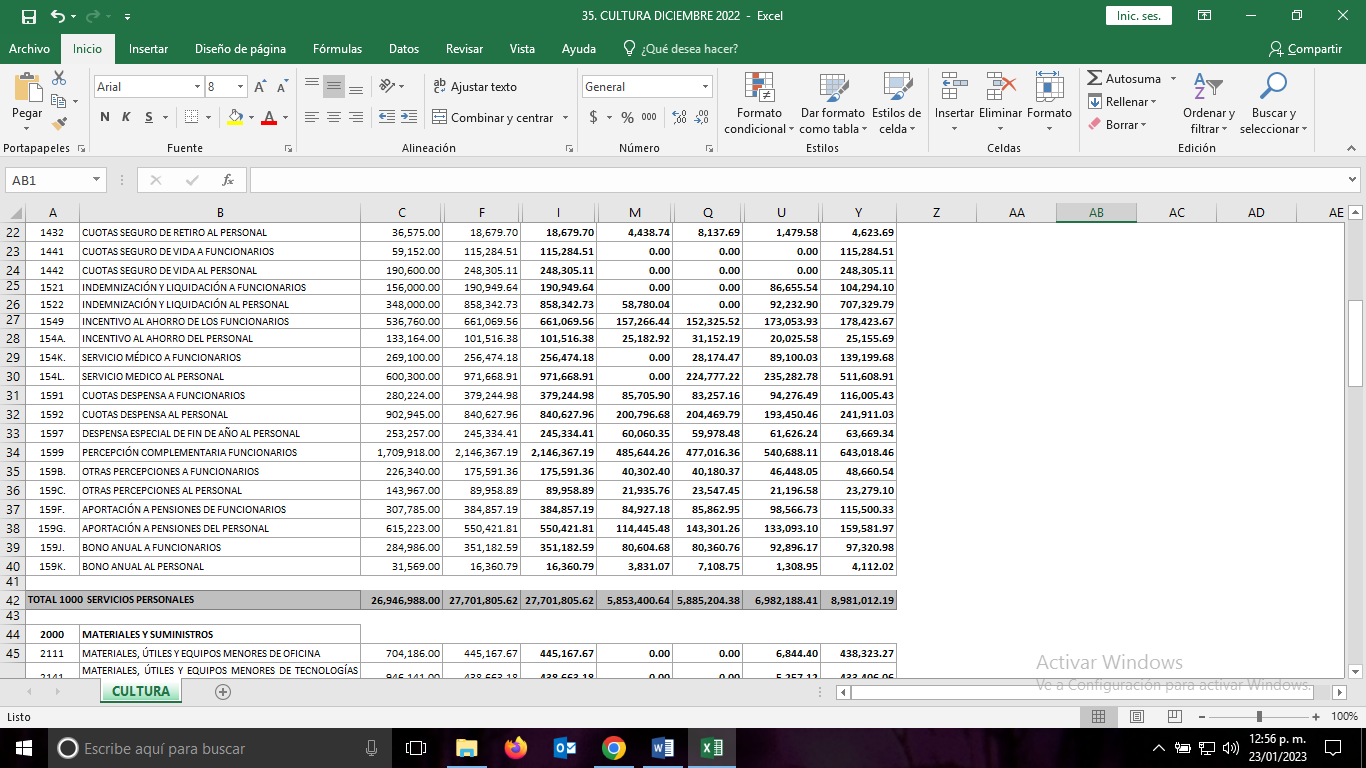 35. CULTURA DICIEMBRE 2022 - Excel
Inic. ses.
Archivo Inicio Insertar Diseño de página Fórmulas Datos Revisar Vista Ayuda ¿Qué desea hacer? Compartir
Pegar
Arial 8
N K S
Ajustar texto
Combinar y centrar
General
$ % 000
Formato condicional
Dar formato como tabla
Estilos de celda
Insertar Eliminar Formato
Autosuma
Rellenar
Borrar
Ordenar y filtrar
Buscar y seleccionar
Portapapeles Fuente Alineación Número Estilos Celdas Edición
AB1 fx
A B C F I M Q U Y Z AA AB AC AD AE
22 1432 CUOTAS SEGURO DE RETIRO AL PERSONAL 36,575.00 18,679.70 18,679.70 4,438.74 8,137.69 1,479.58 4,623.69
23 1441 CUOTAS SEGURO DE VIDA A FUNCIONARIOS 59,152.00 115,284.51 115,284.51 0.00 0.00 0.00 115,284.51
24 1442 CUOTAS SEGURO DE VIDA AL PERSONAL 190,600.00 248,305.11 248,305.11 0.00 0.00 0.00 248,305.11
25 1521 INDEMNIZACIÓN Y LIQUIDACIÓN A FUNCIONARIOS 156,000.00 190,949.64 190,949.64 0.00 0.00 86,655.54 104,294.10
26 1522 INDEMNIZACIÓN Y LIQUIDACIÓN AL PERSONAL 348,000.00 858,342.73 858,342.73 58,780.04 0.00 92,232.90 707,329.79
27 1549 INCENTIVO AL AHORRO DE LOS FUNCIONARIOS 536,760.00 661,069.56 661,069.56 157,266.44 152,325.52 173,053.93 178,423.67
28 154A. INCENTIVO AL AHORRO DEL PERSONAL 133,164.00 101,516.38 101,516.38 25,182.92 31,152.19 20,025.58 25,155.69
29 154K. SERVICIO MÉDICO A FUNCIONARIOS 269,100.00 256,474.18 256,474.18 0.00 28,174.47 89,100.03 139,199.68
30 154L. SERVICIO MEDICO AL PERSONAL 600,300.00 971,668.91 971,668.91 0.00 224,777.22 235,282.78 511,608.91
31 1591 CUOTAS DESPENSA A FUNCIONARIOS 280,224.00 379,244.98 379,244.98 85,705.90 83,257.16 94,276.49 116,005.43
32 1592 CUOTAS DESPENSA AL PERSONAL 902,945.00 840,627.96 840,627.96 200,796.68 204,469.79 193,450.46 241,911.03
33 1597 DESPENSA ESPECIAL DE FIN DE AÑO AL PERSONAL 253,257.00 245,334.41 245,334.41 60,060.35 59,978.48 61,626.24 63,669.34
34 1599 PERCEPCIÓN COMPLEMENTARIA FUNCIONARIOS 1,709,918.00 2,146,367.19 2,146,367.19 485,644.26 477,016.36 540,688.11 643,018.46
35 159B. OTRAS PERCEPCIONES A FUNCIONARIOS 226,340.00 175,591.36 175,591.36 40,302.40 40,180.37 46,448.05 48,660.54
36 159C. OTRAS PERCEPCIONES AL PERSONAL 143,967.00 89,958.89 89,958.89 21,935.76 23,547.45 21,196.58 23,279.10
37 159F. APORTACIÓN A PENSIONES DE FUNCIONARIOS 307,785.00 384,857.19 384,857.19 84,927.18 85,862.95 98,566.73 115,500.33
38 159G. APORTACIÓN A PENSIONES DEL PERSONAL 615,223.00 550,421.81 550,421.81 114,445.48 143,301.26 133,093.10 159,581.97
39 159J. BONO ANUAL A FUNCIONARIOS 284,986.00 351,182.59 351,182.59 80,604.68 80,360.76 92,896.17 97,320.98
40 159K. BONO ANUAL AL PERSONAL 31,569.00 16,360.79 16,360.79 3,831.07 7,108.75 1,308.95 4,112.02
41
42 TOTAL 1000 SERVICIOS PERSONALES 26,946,988.00 27,701,805.62 27,701,805.62 5,853,400.64 5,885,204.38 6,982,188.41 8,981,012.19
43
44 2000 MATERIALES Y SUMINISTROS
45 2111 MATERIALES, ÚTILES Y EQUIPOS MENORES DE OFICINA 704,186.00 445,167.67 445,167.67 0.00 0.00 6,844.40 438,323.27
MATERIALES, ÚTILES Y EQUIPOS MENORES DE TECNOLOGÍAS
Activar Windows
Ve a Configuración para activar Windows.
CULTURA
Listo 100%
Escribe aquí para buscar
12:56 p. m.
23/01/2023